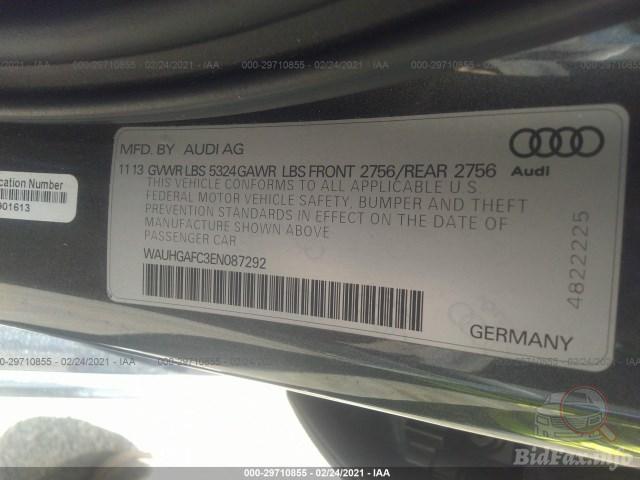 000-29710855 - 02/24/2021 - IAA
000-29710855 - 02/24/2021 - IAA
MFD. BY AUDI AG
11 13 GVWR LBS 5324 GAWR LBS FRONT 2756/REAR 2756
Audi
THIS VEHICLE CONFORMS TO ALL APPLICABLE U.S.
FEDERAL MOTOR VEHICLE SAFETY, BUMPER AND THEFT
PREVENTION STANDARDS IN EFFECT ON THE DATE OF
MANUFACTURE SHOWN ABOVE.
PASSENGER CAR
WAUHGAFC3EN087292
4822225
GERMANY
cation Number
901613
00-29710855 - 02/24/2021 - IAA
000-29710855 - 02/24/2021 - IAA
000-29710855 - 02/24/2021
000-29710855 - 02/24/2021 - IAA
BidFax.info